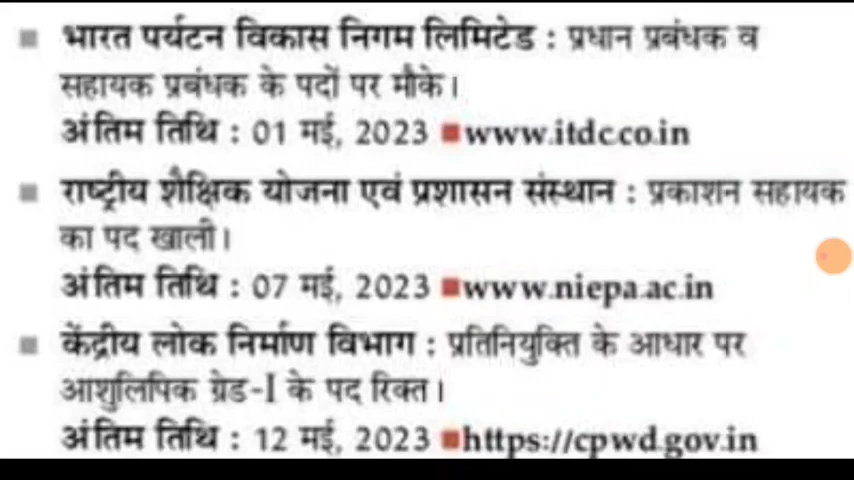 भारत पर्यटन विकास निगम लिमिटेड : प्रधान प्रबंधक व
सहायक प्रबंधक के पदों पर मौके।
अंतिम तिथि : 01 मई, 2023 ■www.itdc.co.in
राष्ट्रीय शैक्षिक योजना एवं प्रशासन संस्थान : प्रकाशन सहायक
का पद खाली।
अंतिम तिथि : 07 मई, 2023 ■www.niepa.ac.in
केंद्रीय लोक निर्माण विभाग : प्रतिनियुक्ति के आधार पर
आशुलिपिक ग्रेड-I के पद रिक्त।
अंतिम तिथि : 12 मई, 2023 ■https://cpwd.gov.in